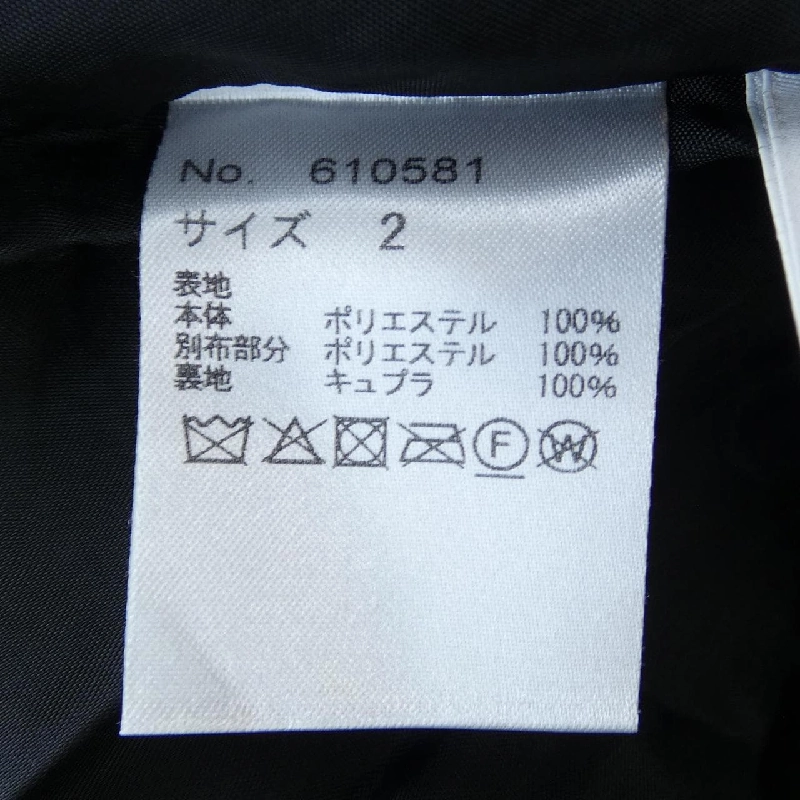 No. 610581
サイズ 2
表地
本体 ポリエステル 100%
別布部分 ポリエステル 100%
裏地 キュプラ 100%
F W